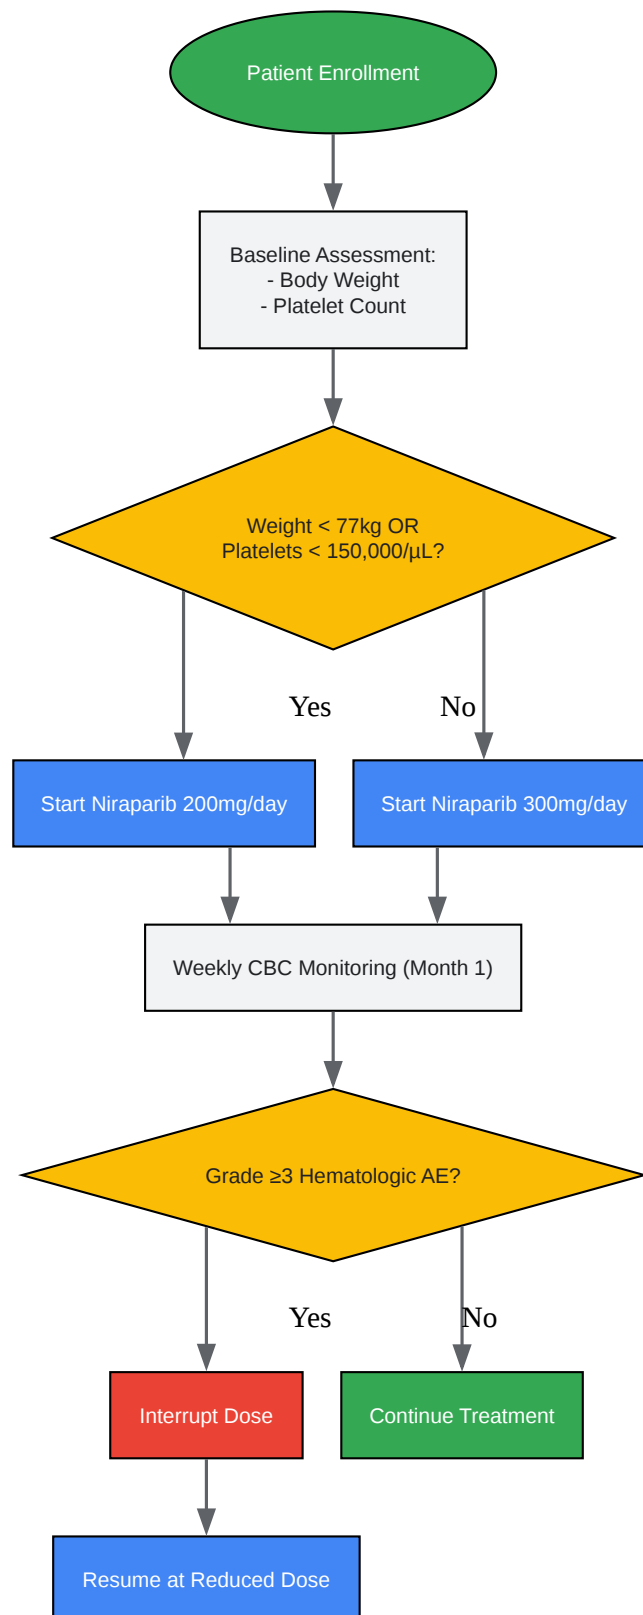 Patient Enrollment
Baseline Assessment:
- Body Weight
- Platelet Count
Weight < 77kg OR
Platelets < 150,000/µL?
Yes
No
Start Niraparib 200mg/day
Start Niraparib 300mg/day
Weekly CBC Monitoring (Month 1)
Grade ≥3 Hematologic AE?
Yes
No
Interrupt Dose
Continue Treatment
Resume at Reduced Dose